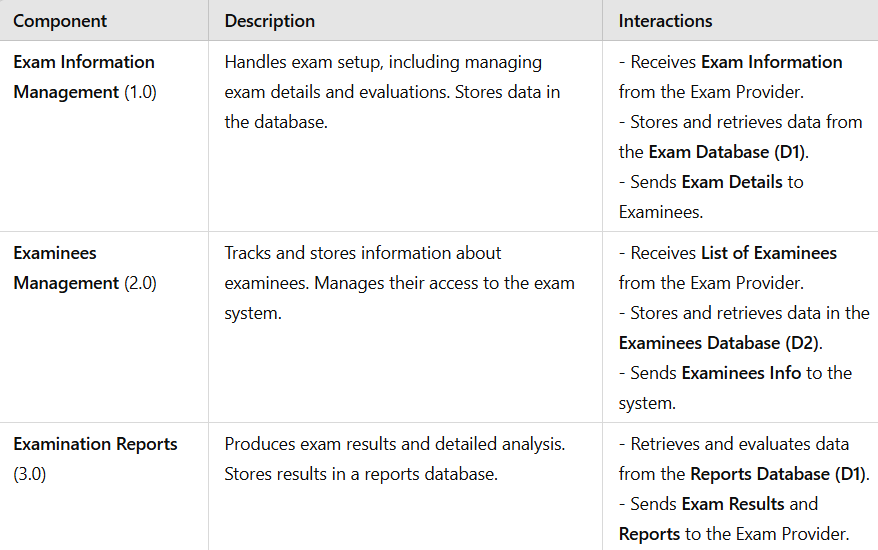 Component Description Interactions
Exam Information Handles exam setup, including managing - Receives Exam Information
Management (1.0) exam details and evaluations. Stores data in from the Exam Provider.
the database. - Stores and retrieves data from
the Exam Database (D1).
- Sends Exam Details to
Examinees.
Examinees Tracks and stores information about - Receives List of Examinees
Management (2.0) examinees. Manages their access to the exam from the Exam Provider.
system. - Stores and retrieves data in the
Examinees Database (D2).
- Sends Examinees Info to the
system.
Examination Reports Produces exam results and detailed analysis. - Retrieves and evaluates data
(3.0) Stores results in a reports database. from the Reports Database (D1).
- Sends Exam Results and
Reports to the Exam Provider.